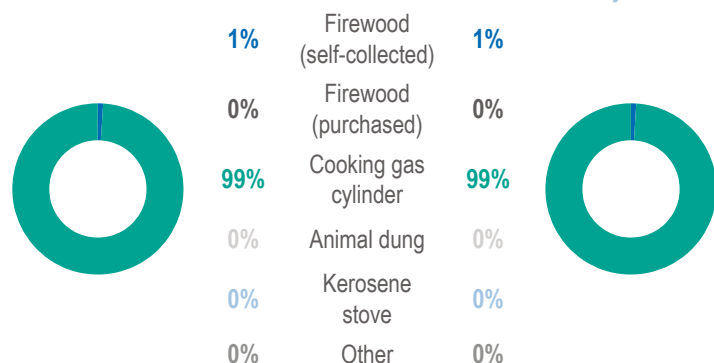 1% Firewood (self-collected) 1%
0% Firewood (purchased) 0%
99% Cooking gas cylinder 99%
0% Animal dung 0%
0% Kerosene stove 0%
0% Other 0%